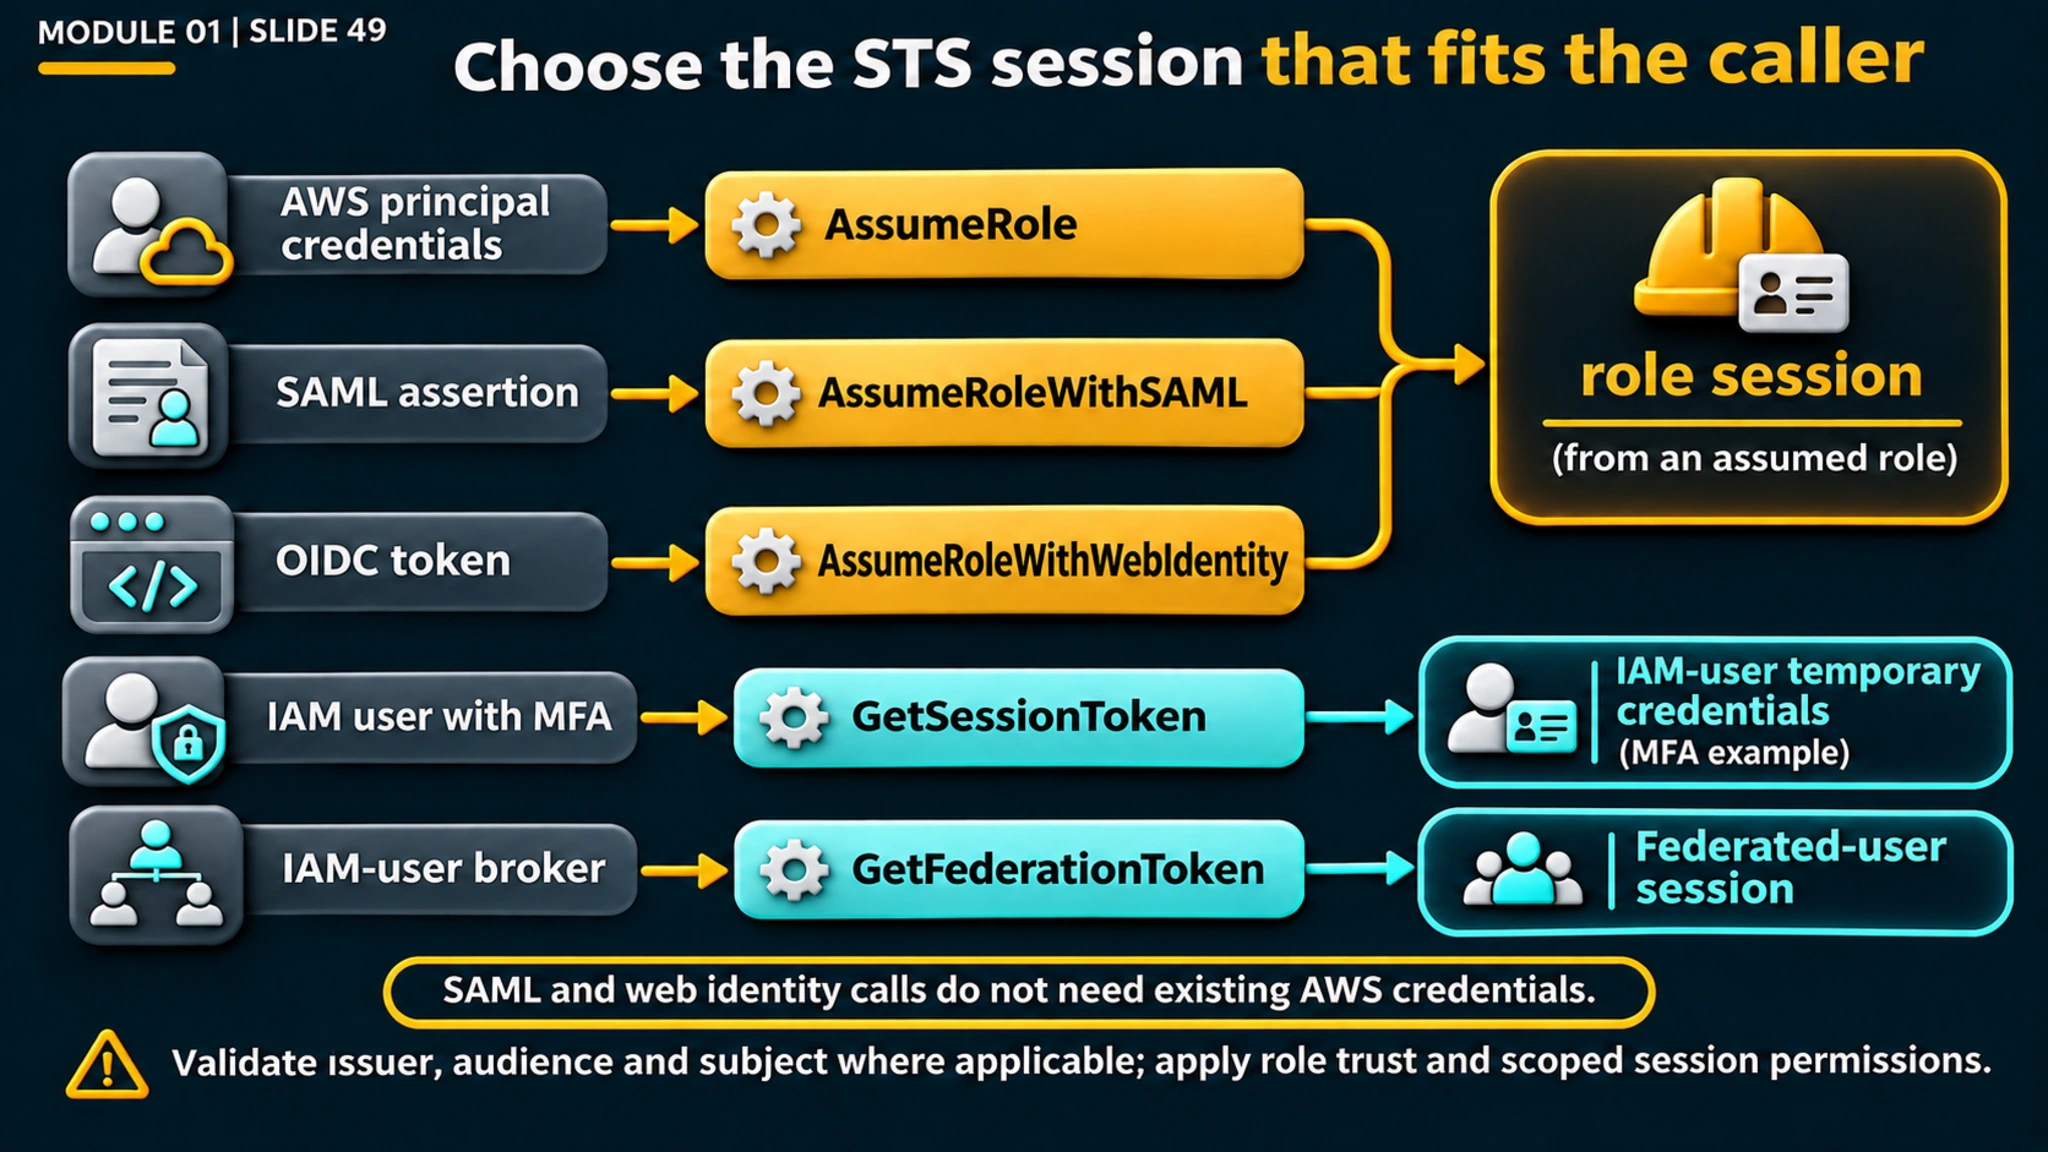 MODULE 01 | SLIDE 49
Choose the STS session that fits the caller
AWS principal
credentials
AssumeRole
SAML assertion
AssumeRoleWithSAML
OIDC token
AssumeRoleWithWebIdentity
role session
(from an assumed role)
IAM user with MFA
GetSessionToken
IAM-user temporary
credentials
(MFA example)
IAM-user broker
GetFederationToken
Federated-user
session
SAML and web identity calls do not need existing AWS credentials.
Validate ıssuer, audience and subject where applicable; apply role trust and scoped session permissions.